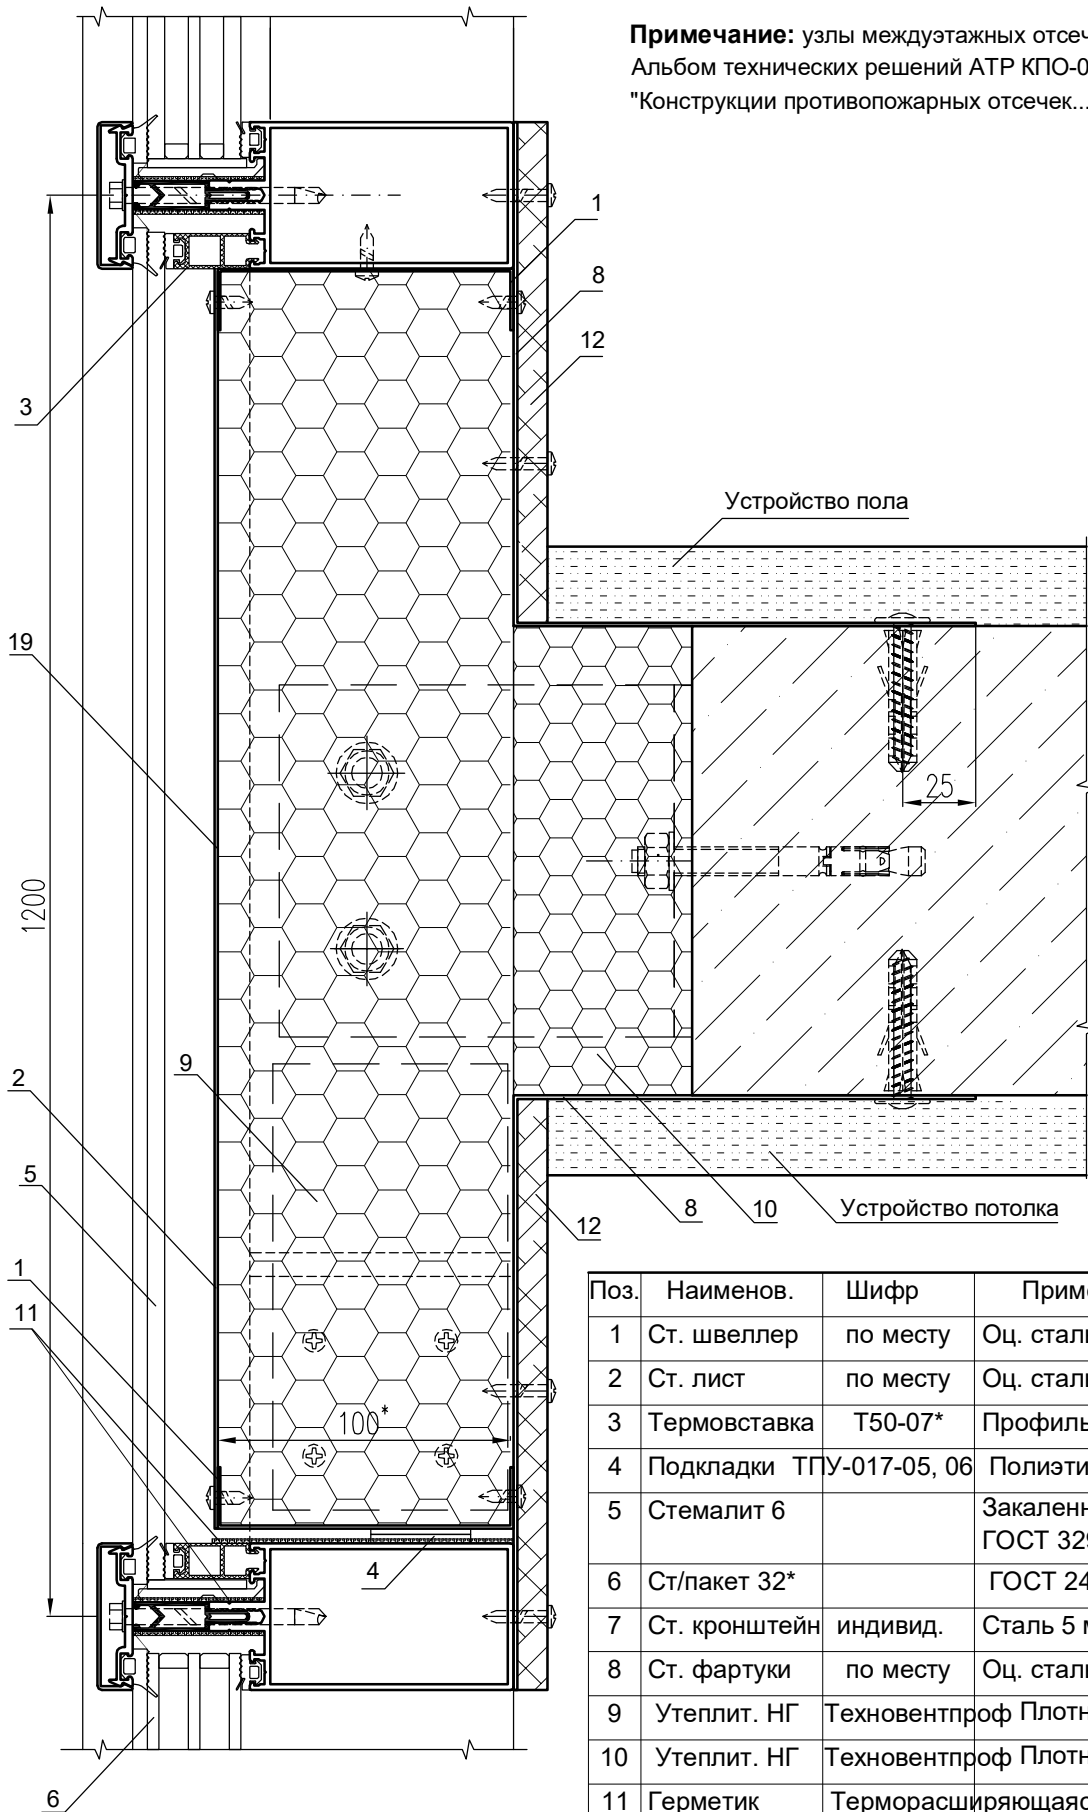 Примечание: узлы междуэтажных отсеч
Альбом технических решений АТР КПО-0
"Конструкции противопожарных отсечек...
1
8
12
3
Устройство пола
19
25
1200
2
9
5
8
10
Устройство потолка
12
1
11
100*
4
6
Поз. Наименов. Шифр Приме
1 Ст. швеллер по месту Оц. стал
2 Ст. лист по месту Оц. стал
3 Термовставка Т50-07* Профиль
4 Подкладки ТПУ-017-05, 06 Полиэти
5 Стемалит 6 Закаленн
ГОСТ 329
6 Ст/пакет 32* ГОСТ 24
7 Ст. кронштейн индивид. Сталь 5 м
8 Ст. фартуки по месту Оц. стал
9 Утеплит. НГ Техновентпроф Плотн
10 Утеплит. НГ Техновентпроф Плотн
11 Герметик Терморасширяющаяс